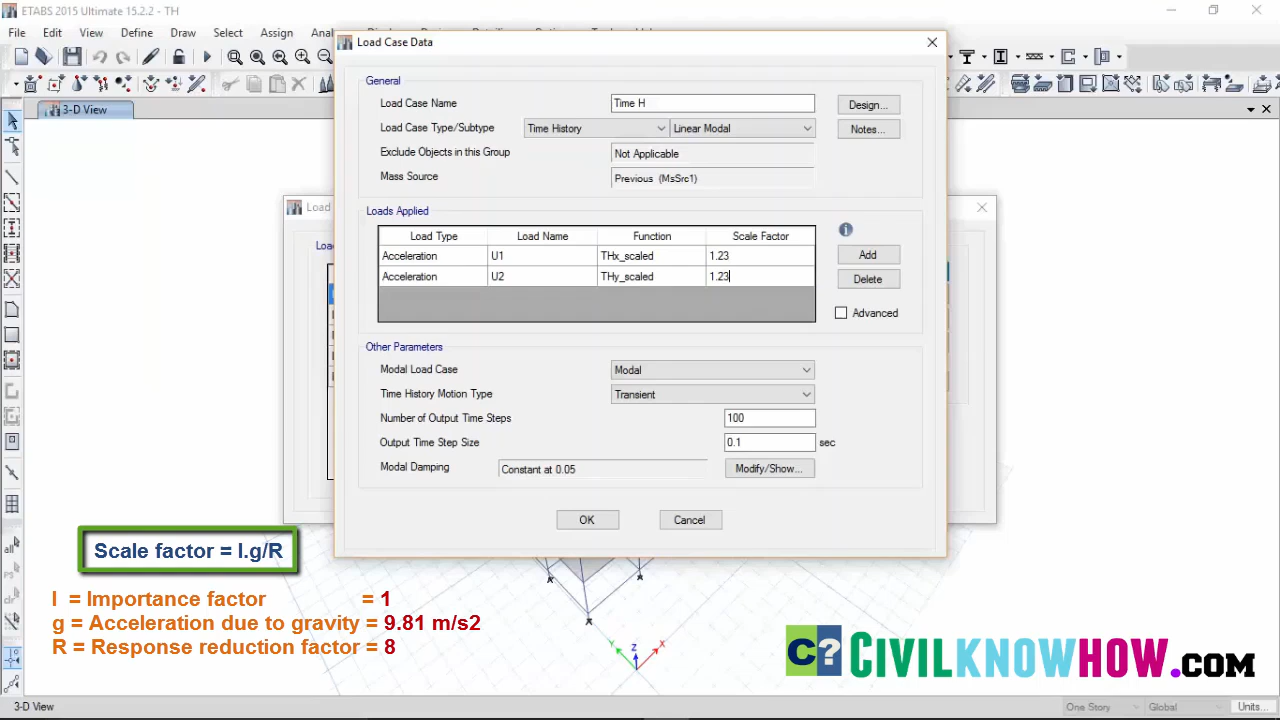 ETABS 2015 Ultimate 15.2.2 - TH
File Edit View Define Draw Select Assign
Load Case Data
3-D View
General
Load Case Name Time H Design...
Load Case Type/Subtype Time History Linear Modal Notes...
Exclude Objects in this Group Not Applicable
Mass Source Previous (MsSrc1)
Load
Loads Applied
Load Type Load Name Function Scale Factor
Acceleration U1 THx_scaled 1.23 Add
Acceleration U2 THy_scaled 1.23 Delete
Advanced
Other Parameters
Modal Load Case Modal
Time History Motion Type Transient
Number of Output Time Steps 100
Output Time Step Size 0.1 sec
Modal Damping Constant at 0.05 Modify/Show...
OK Cancel
Scale factor = I.g/R
I = Importance factor = 1
g = Acceleration due to gravity = 9.81 m/s2
R = Response reduction factor = 8
Y Z X
C? CIVILKNOWHOW.COM
3-D View One Story Global Units...